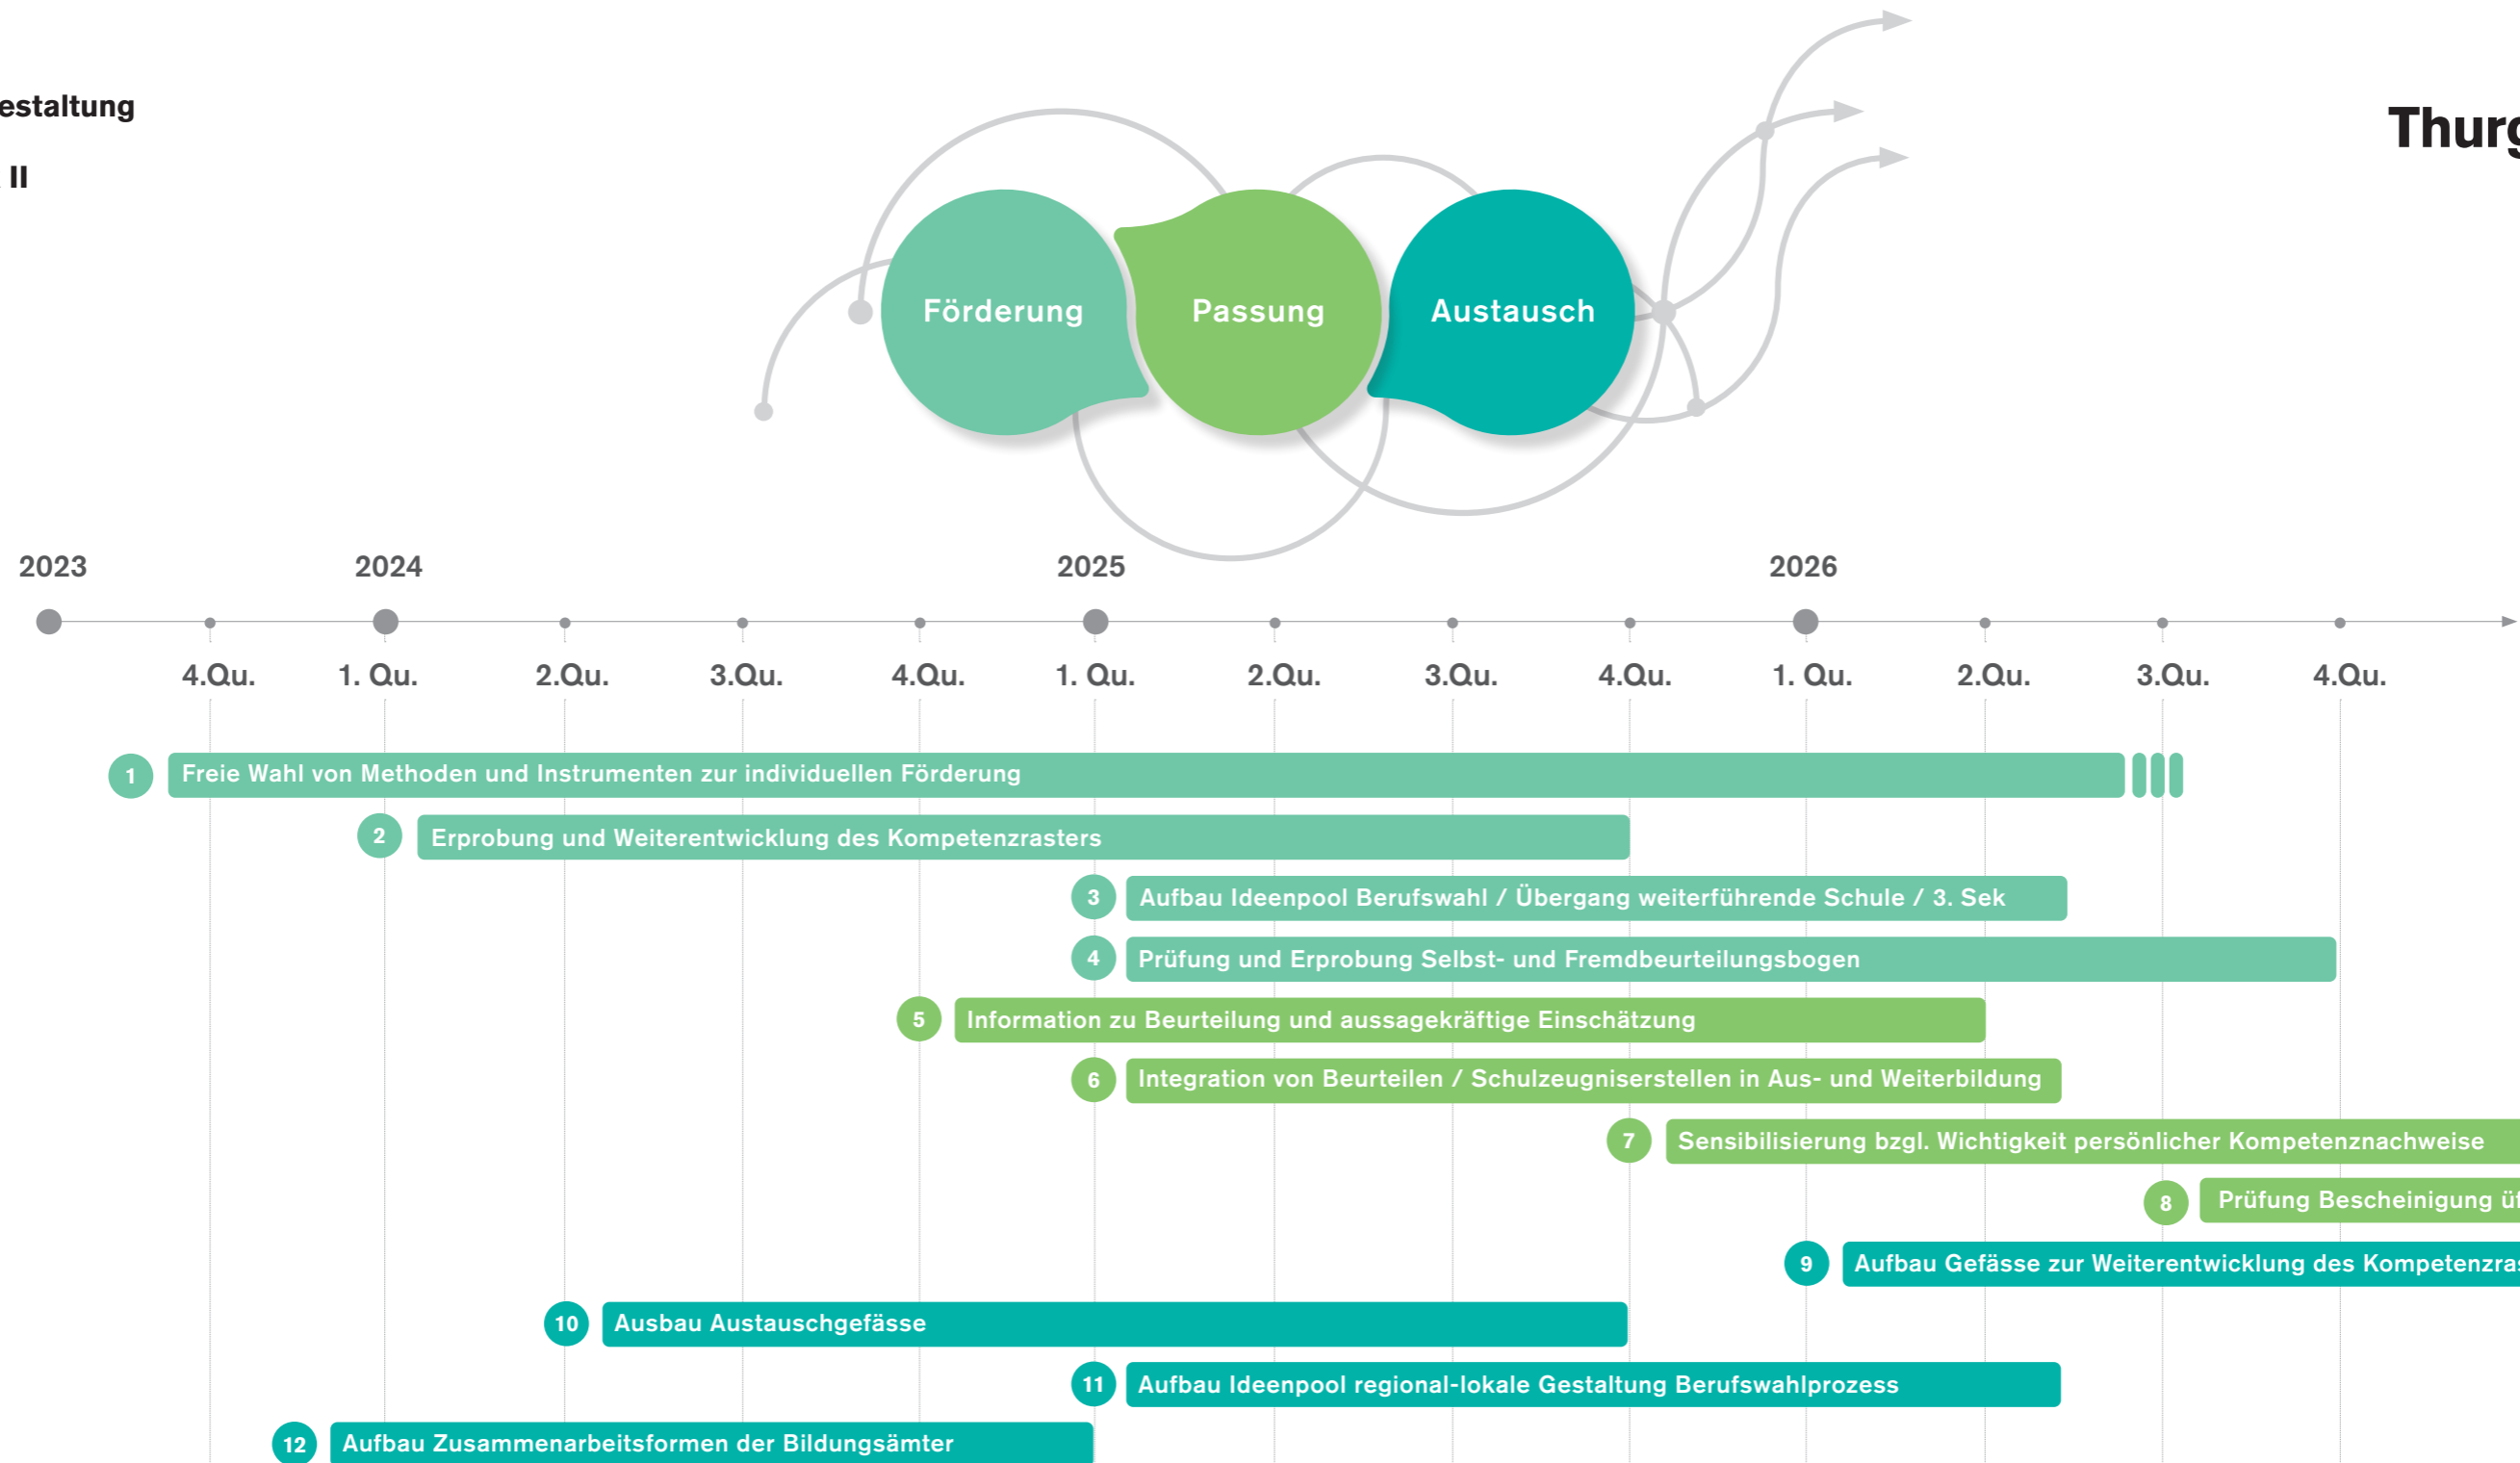 estaltung
II
Thurg
Förderung
Passung
Austausch
2023 2024 2025 2026
4.Qu. 1. Qu. 2.Qu. 3.Qu. 4.Qu. 1. Qu. 2.Qu. 3.Qu. 4.Qu. 1. Qu. 2.Qu. 3.Qu. 4.Qu.
1 Freie Wahl von Methoden und Instrumenten zur individuellen Förderung
2 Erprobung und Weiterentwicklung des Kompetenzrasters
3 Aufbau Ideenpool Berufswahl / Übergang weiterführende Schule / 3. Sek
4 Prüfung und Erprobung Selbst- und Fremdbeurteilungsbogen
5 Information zu Beurteilung und aussagekräftige Einschätzung
6 Integration von Beurteilen / Schulzeugniserstellen in Aus- und Weiterbildung
7 Sensibilisierung bzgl. Wichtigkeit persönlicher Kompetenznachweise
8 Prüfung Bescheinigung
9 Aufbau Gefässe zur Weiterentwicklung des Kompetenzras
10 Ausbau Austauschgefässe
11 Aufbau Ideenpool regional-lokale Gestaltung Berufswahlprozess
12 Aufbau Zusammenarbeitsformen der Bildungsämter